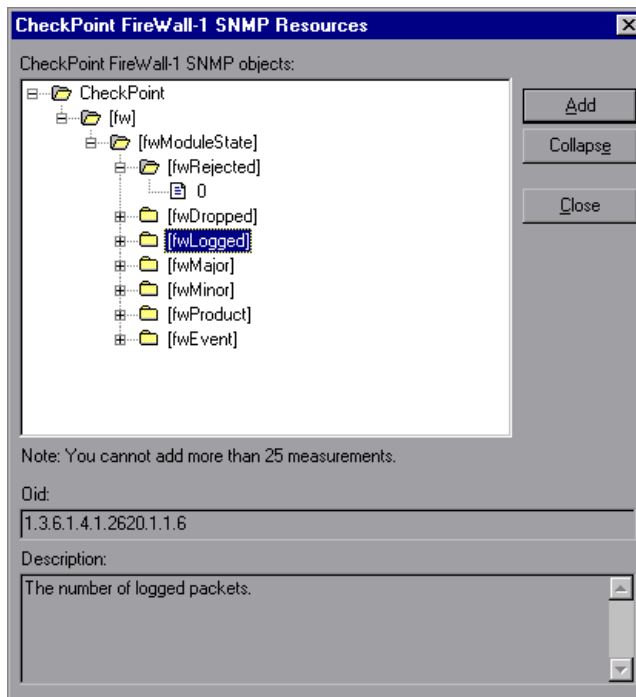 CheckPoint FireWall-1 SNMP Resources
CheckPoint FireWall-1 SNMP objects:
CheckPoint
[fw]
[fwModuleState]
[fwRejected]
0
[fwDropped]
[fwLogged]
[fwMajor]
[fwMinor]
[fwProduct]
[fwEvent]
Add
Collapse
Close
Note: You cannot add more than 25 measurements.
Oid:
1.3.6.1.4.1.2620.1.1.6
Description:
The number of logged packets.